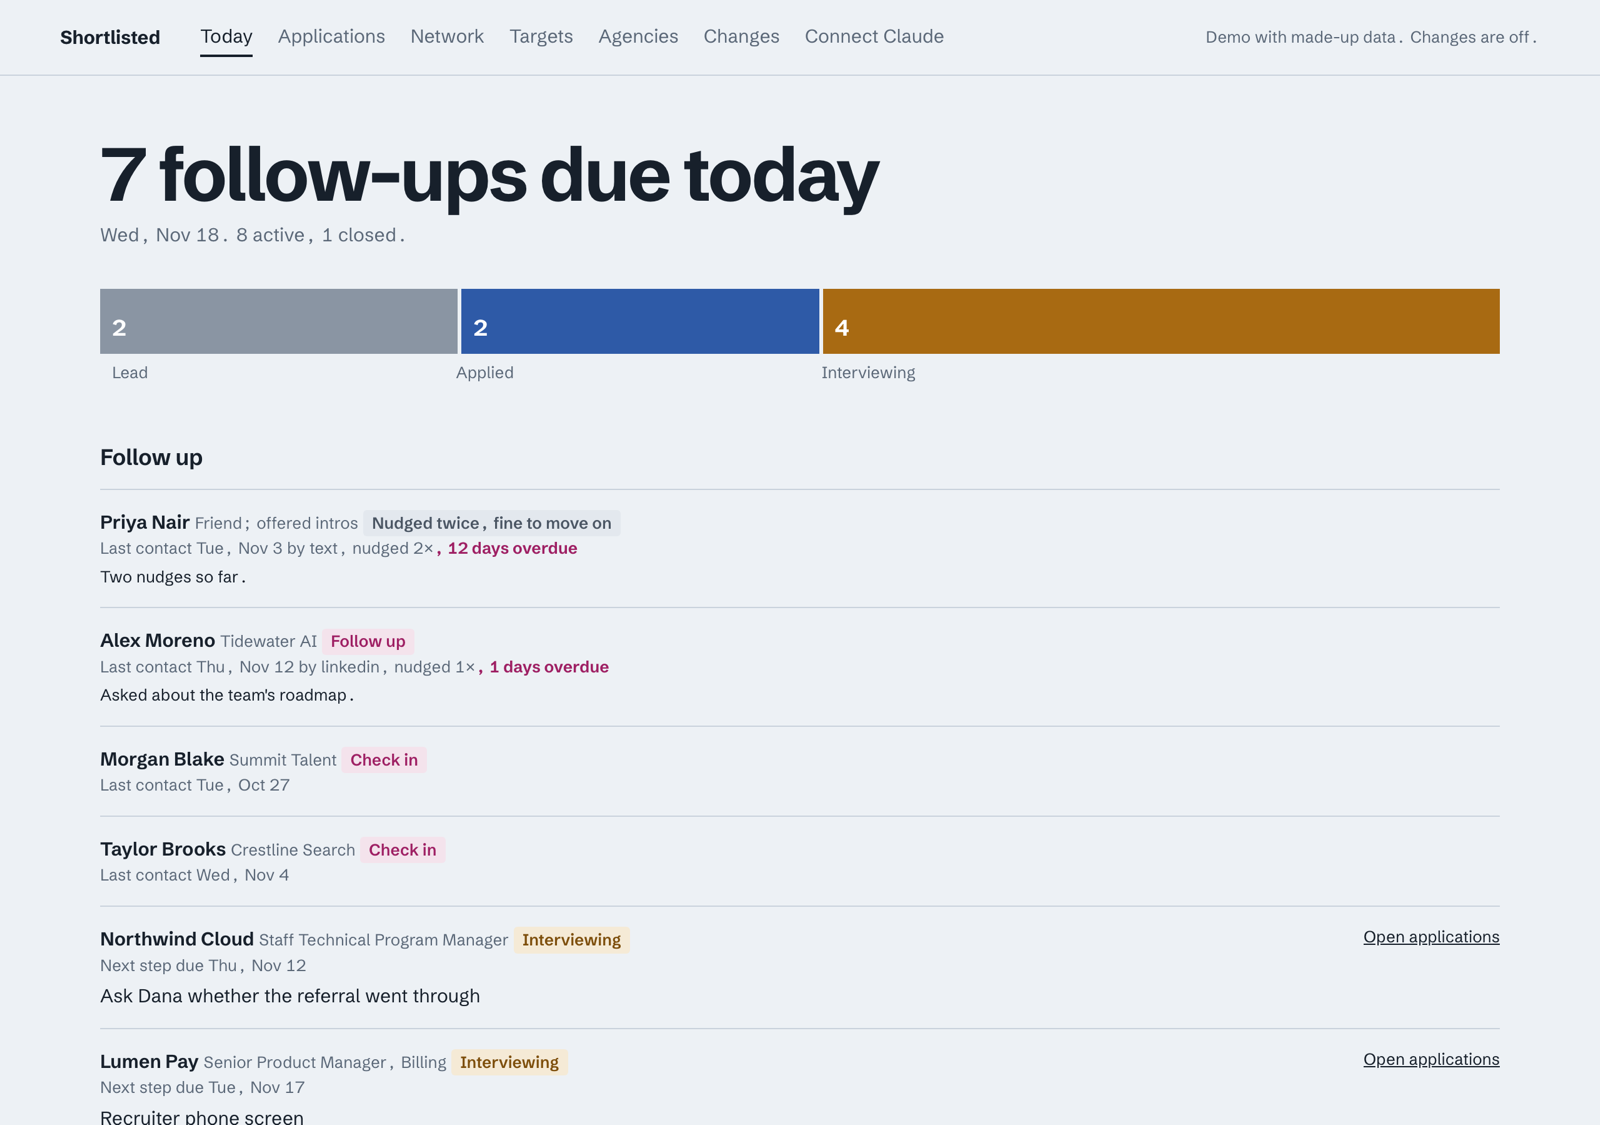 Shortlisted Today Applications Network Targets Agencies Changes Connect Claude Demo with made-up data. Changes are off.
7 follow-ups due today
Wed, Nov 18. 8 active, 1 closed.
2 2 4
Lead Applied Interviewing
Follow up
Priya Nair Friend; offered intros Nudged twice, fine to move on
Last contact Tue, Nov 3 by text, nudged 2×, 12 days overdue
Two nudges so far.
Alex Moreno Tidewater AI Follow up
Last contact Thu, Nov 12 by linkedin, nudged 1×, 1 days overdue
Asked about the team's roadmap.
Morgan Blake Summit Talent Check in
Last contact Tue, Oct 27
Taylor Brooks Crestline Search Check in
Last contact Wed, Nov 4
Northwind Cloud Staff Technical Program Manager Interviewing Open applications
Next step due Thu, Nov 12
Ask Dana whether the referral went through
Lumen Pay Senior Product Manager, Billing Interviewing Open applications
Next step due Tue, Nov 17
Recruiter phone screen